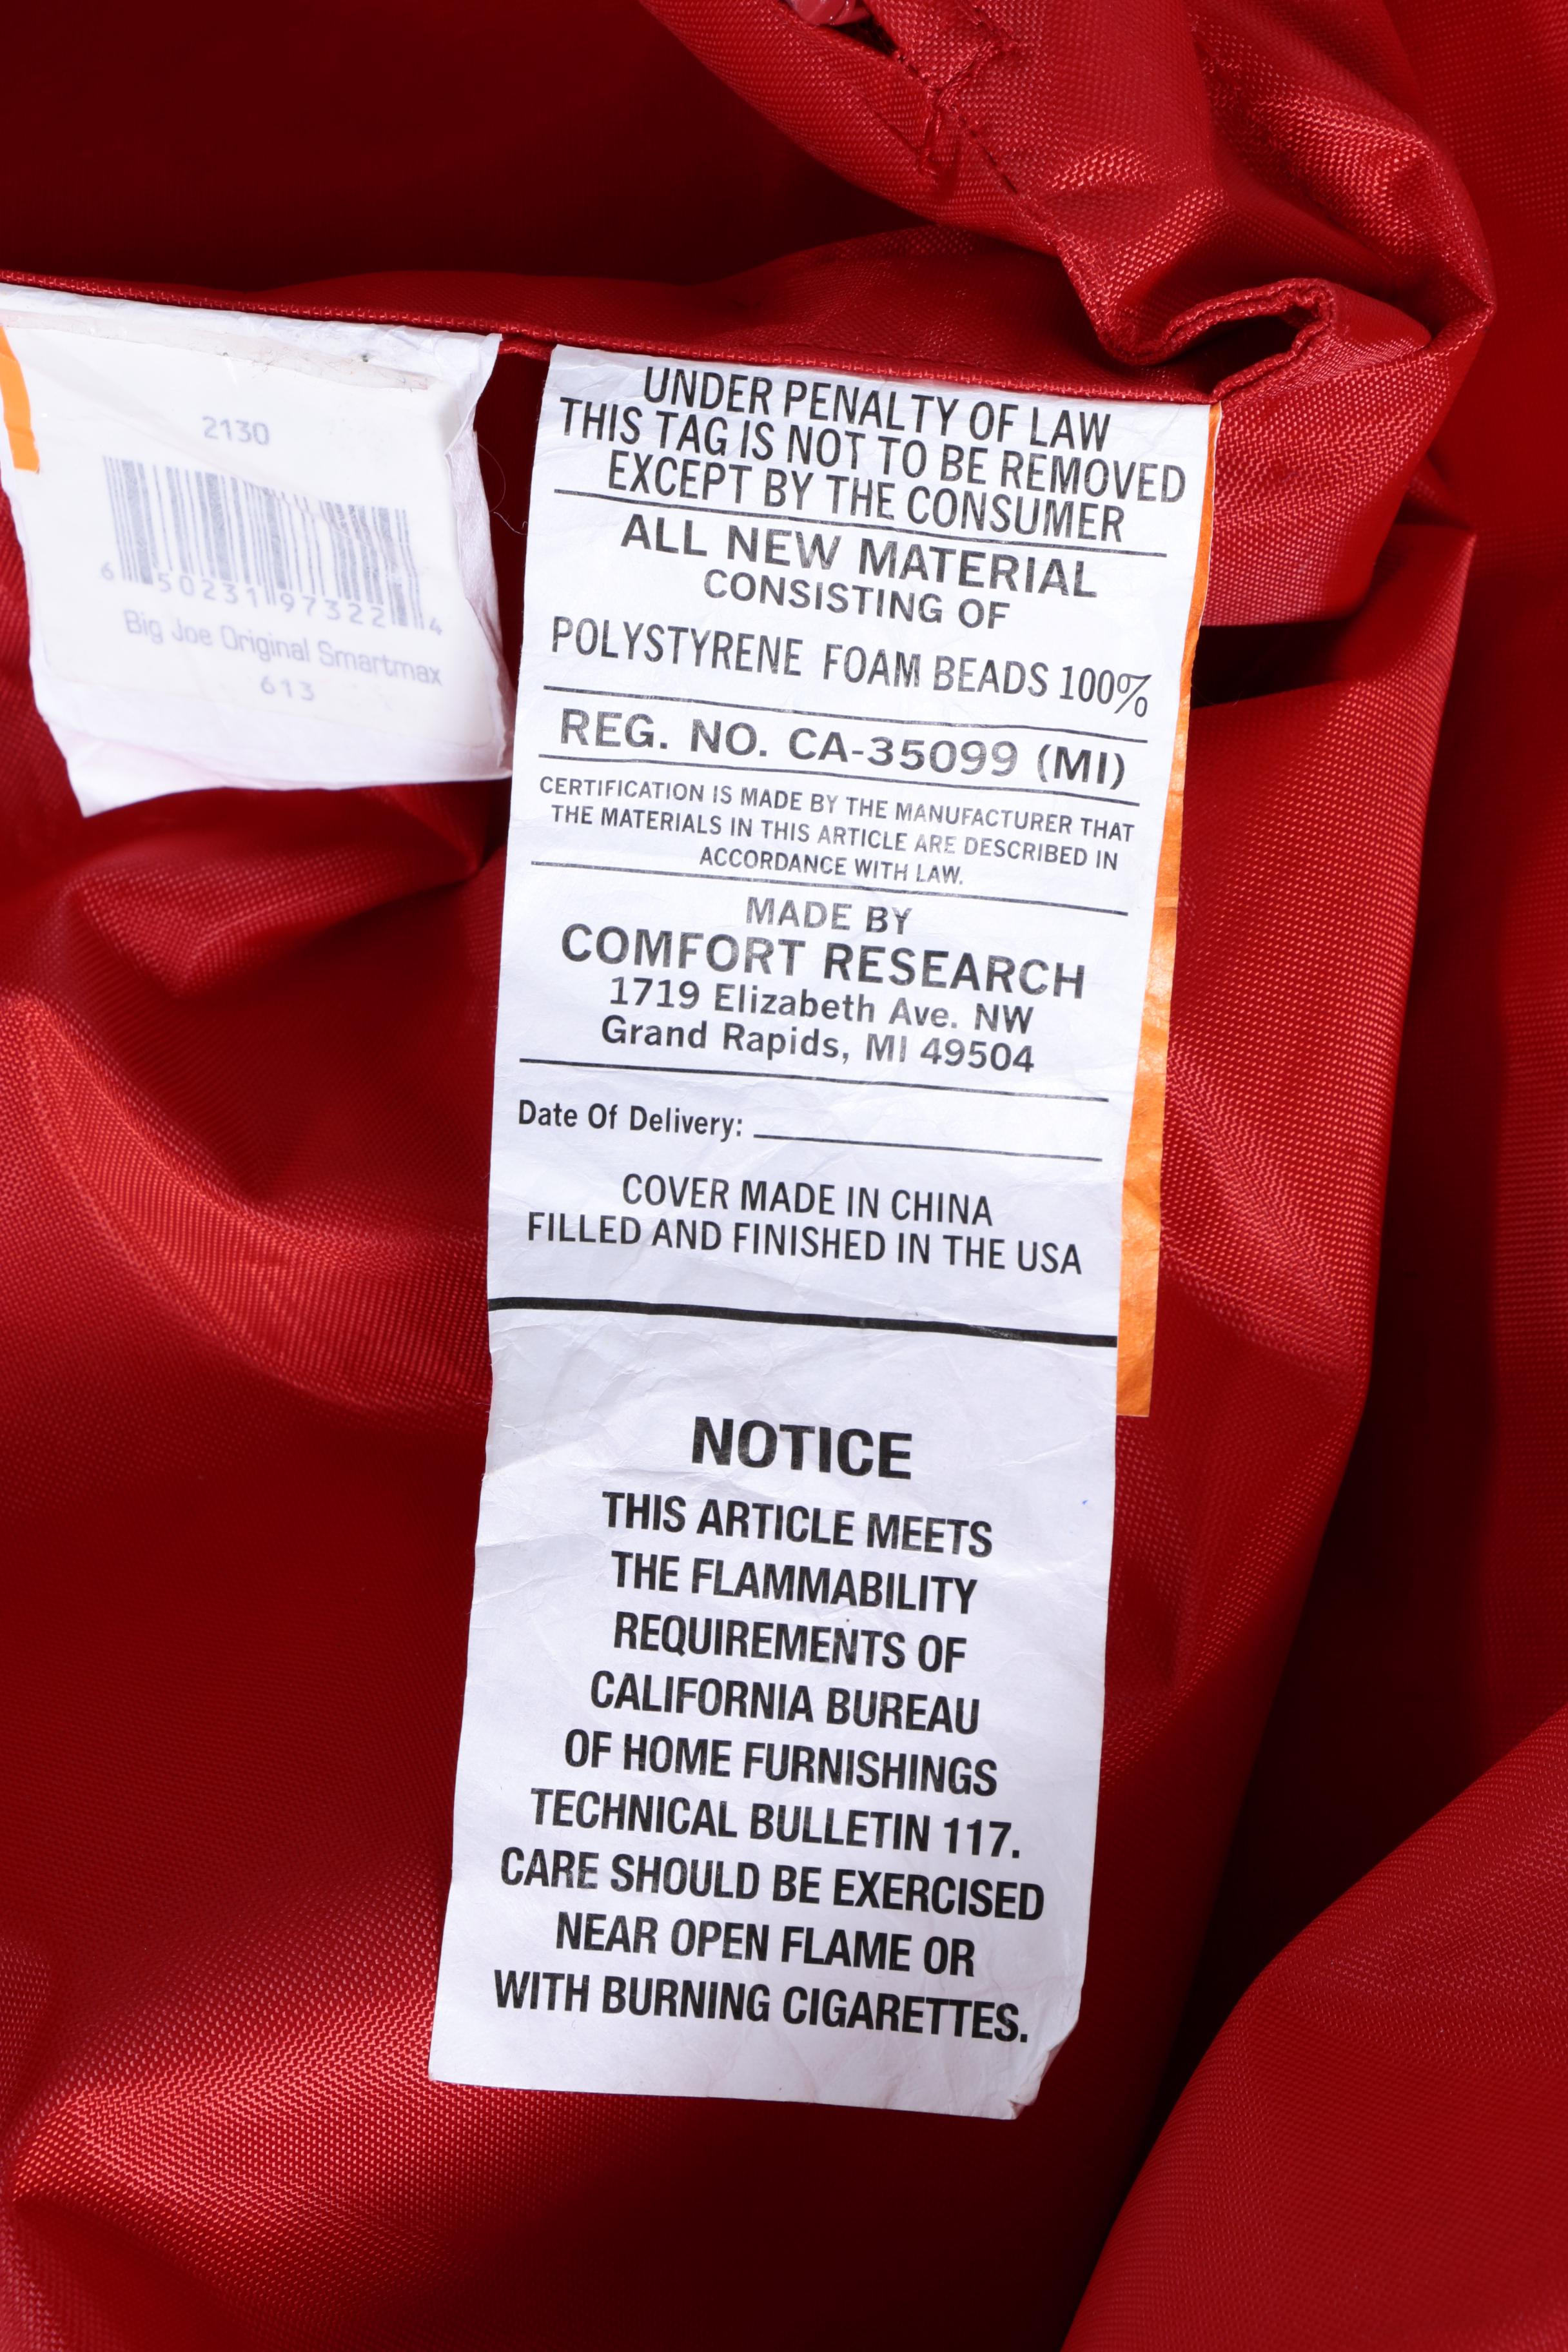 2130
6 50231 97322 4
Big Joe Original Smartmax
613
UNDER PENALTY OF LAW
THIS TAG IS NOT TO BE REMOVED
EXCEPT BY THE CONSUMER
ALL NEW MATERIAL
CONSISTING OF
POLYSTYRENE FOAM BEADS 100%
REG. NO. CA-35099 (MI)
CERTIFICATION IS MADE BY THE MANUFACTURER THAT
THE MATERIALS IN THIS ARTICLE ARE DESCRIBED IN
ACCORDANCE WITH LAW.
MADE BY
COMFORT RESEARCH
1719 Elizabeth Ave. NW
Grand Rapids, MI 49504
Date Of Delivery:
COVER MADE IN CHINA
FILLED AND FINISHED IN THE USA
NOTICE
THIS ARTICLE MEETS
THE FLAMMABILITY
REQUIREMENTS OF
CALIFORNIA BUREAU
OF HOME FURNISHINGS
TECHNICAL BULLETIN 117.
CARE SHOULD BE EXERCISED
NEAR OPEN FLAME OR
WITH BURNING CIGARETTES.